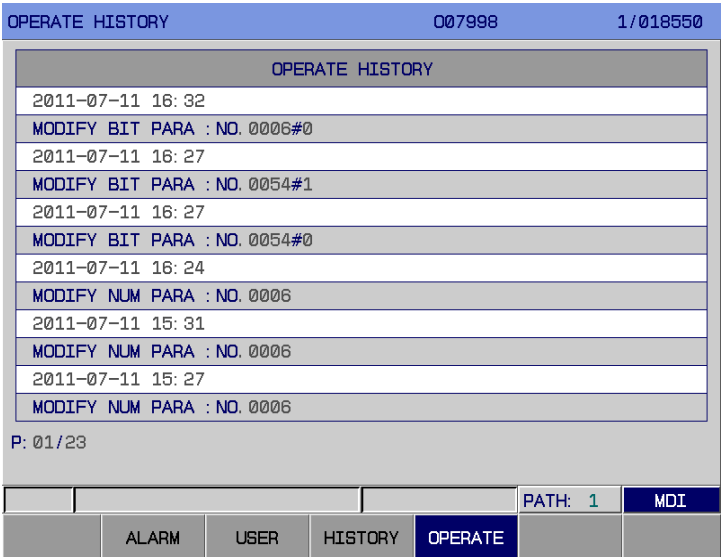 OPERATE HISTORY O07998 1/018550
OPERATE HISTORY
2011-07-11 16:32
MODIFY BIT PARA : NO. 0006#0
2011-07-11 16:27
MODIFY BIT PARA : NO. 0054#1
2011-07-11 16:27
MODIFY BIT PARA : NO. 0054#0
2011-07-11 16:24
MODIFY NUM PARA : NO. 0006
2011-07-11 15:31
MODIFY NUM PARA : NO. 0006
2011-07-11 15:27
MODIFY NUM PARA : NO. 0006
P: 01/23
PATH: 1 MDI
ALARM USER HISTORY OPERATE